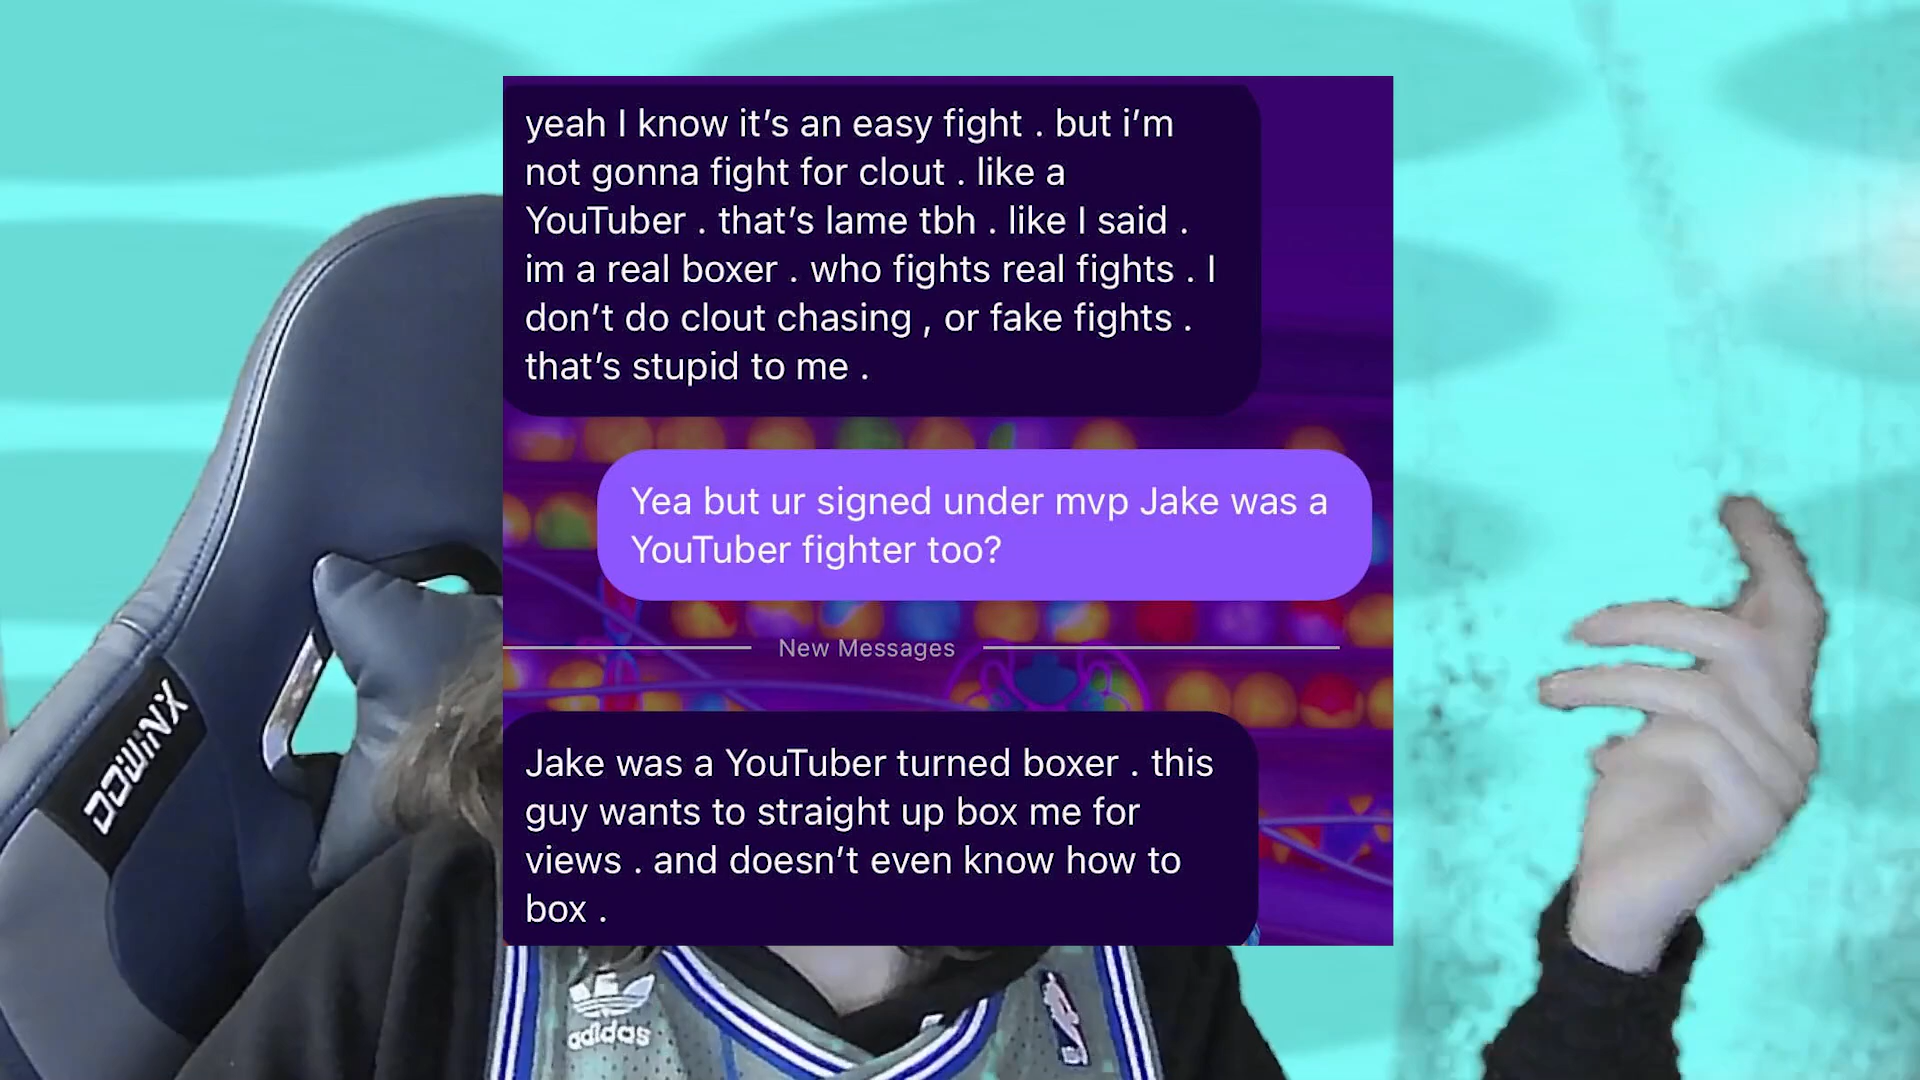 yeah I know it’s an easy fight . but i’m
not gonna fight for clout . like a
YouTuber . that’s lame tbh . like I said .
im a real boxer . who fights real fights . I
don’t do clout chasing , or fake fights .
that’s stupid to me .
Yea but ur signed under mvp Jake was a
YouTuber fighter too?
New Messages
Jake was a YouTuber turned boxer . this
guy wants to straight up box me for
views . and doesn’t even know how to
box .
DOWINX
adidas